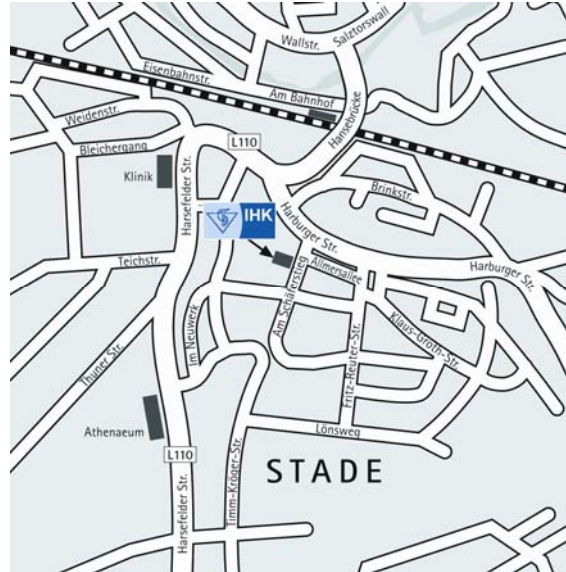 Wallstr.
Salztorswall
Eisenbahnstr.
Am Bahnhof
Hansebrücke
Weidenstr.
L110
Bleichergang
Klinik
Brinkstr.
Harsefelder Str.
IHK
Harburger Str.
Teichstr.
Allmersallee
Harburger Str.
Am Schäferstieg
Im Neuwerk
Klaus-Groth-Str.
Thuner Str.
Fritz-Reuter-Str.
Athenaeum
Lönsweg
L110
STADE
Timm-Kröger-Str.
Harsefelder Str.